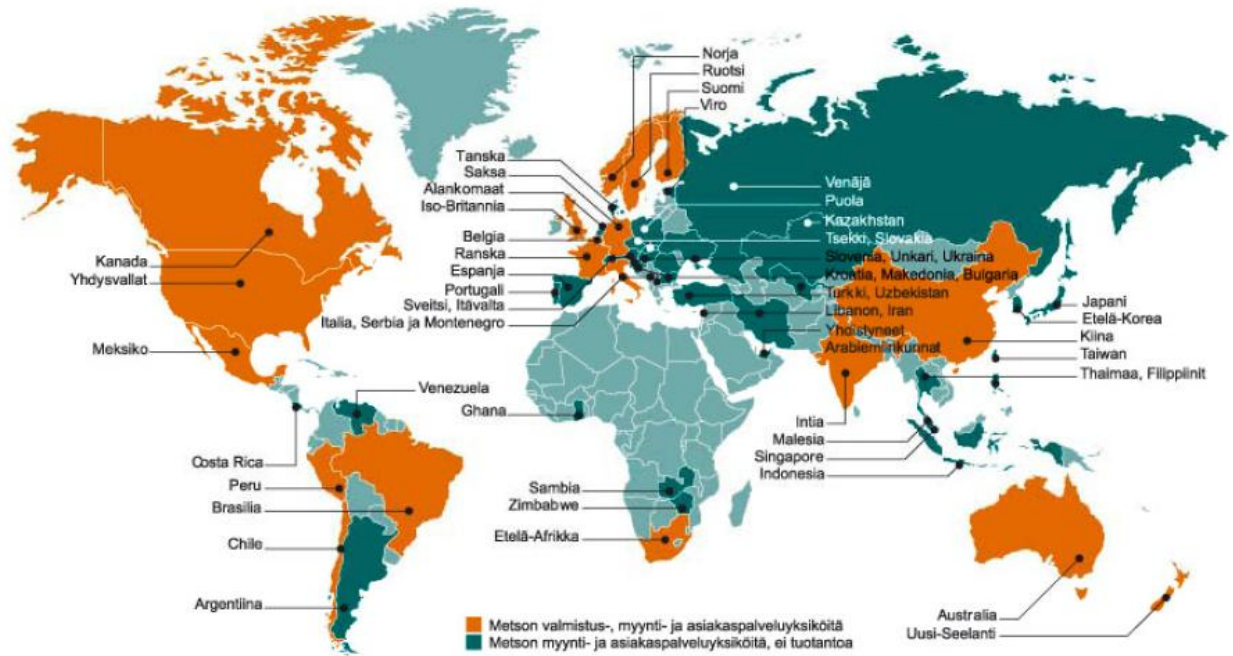 Norja
Ruotsi
Suomi
Viro
Tanska
Saksa
Alankomaat
Iso-Britannia
Belgia
Ranska
Espanja
Portugali
Sveitsi, Itävalta
Italia, Serbia ja Montenegro
Venäjä
Puola
Kazakhstan
Tsekki, Slovakia
Slovenia, Unkari, Ukraina
Kroatia, Makedonia, Bulgaria
Turkki, Uzbekistan
Libanon, Iran
Yhdistyneet
Arabiemiirikunnat
Kanada
Yhdysvallat
Meksiko
Venezuela
Costa Rica
Peru
Brasilia
Chile
Argentiina
Ghana
Sambia
Zimbabwe
Etelä-Afrikka
Japani
Etelä-Korea
Kiina
Taiwan
Thaimaa, Filippiinit
Intia
Malesia
Singapore
Indonesia
Australia
Uusi-Seelanti
Metson valmistus-, myynti- ja asiakaspalveluyksiköitä
Metson myynti- ja asiakaspalveluyksiköitä, ei tuotantoa